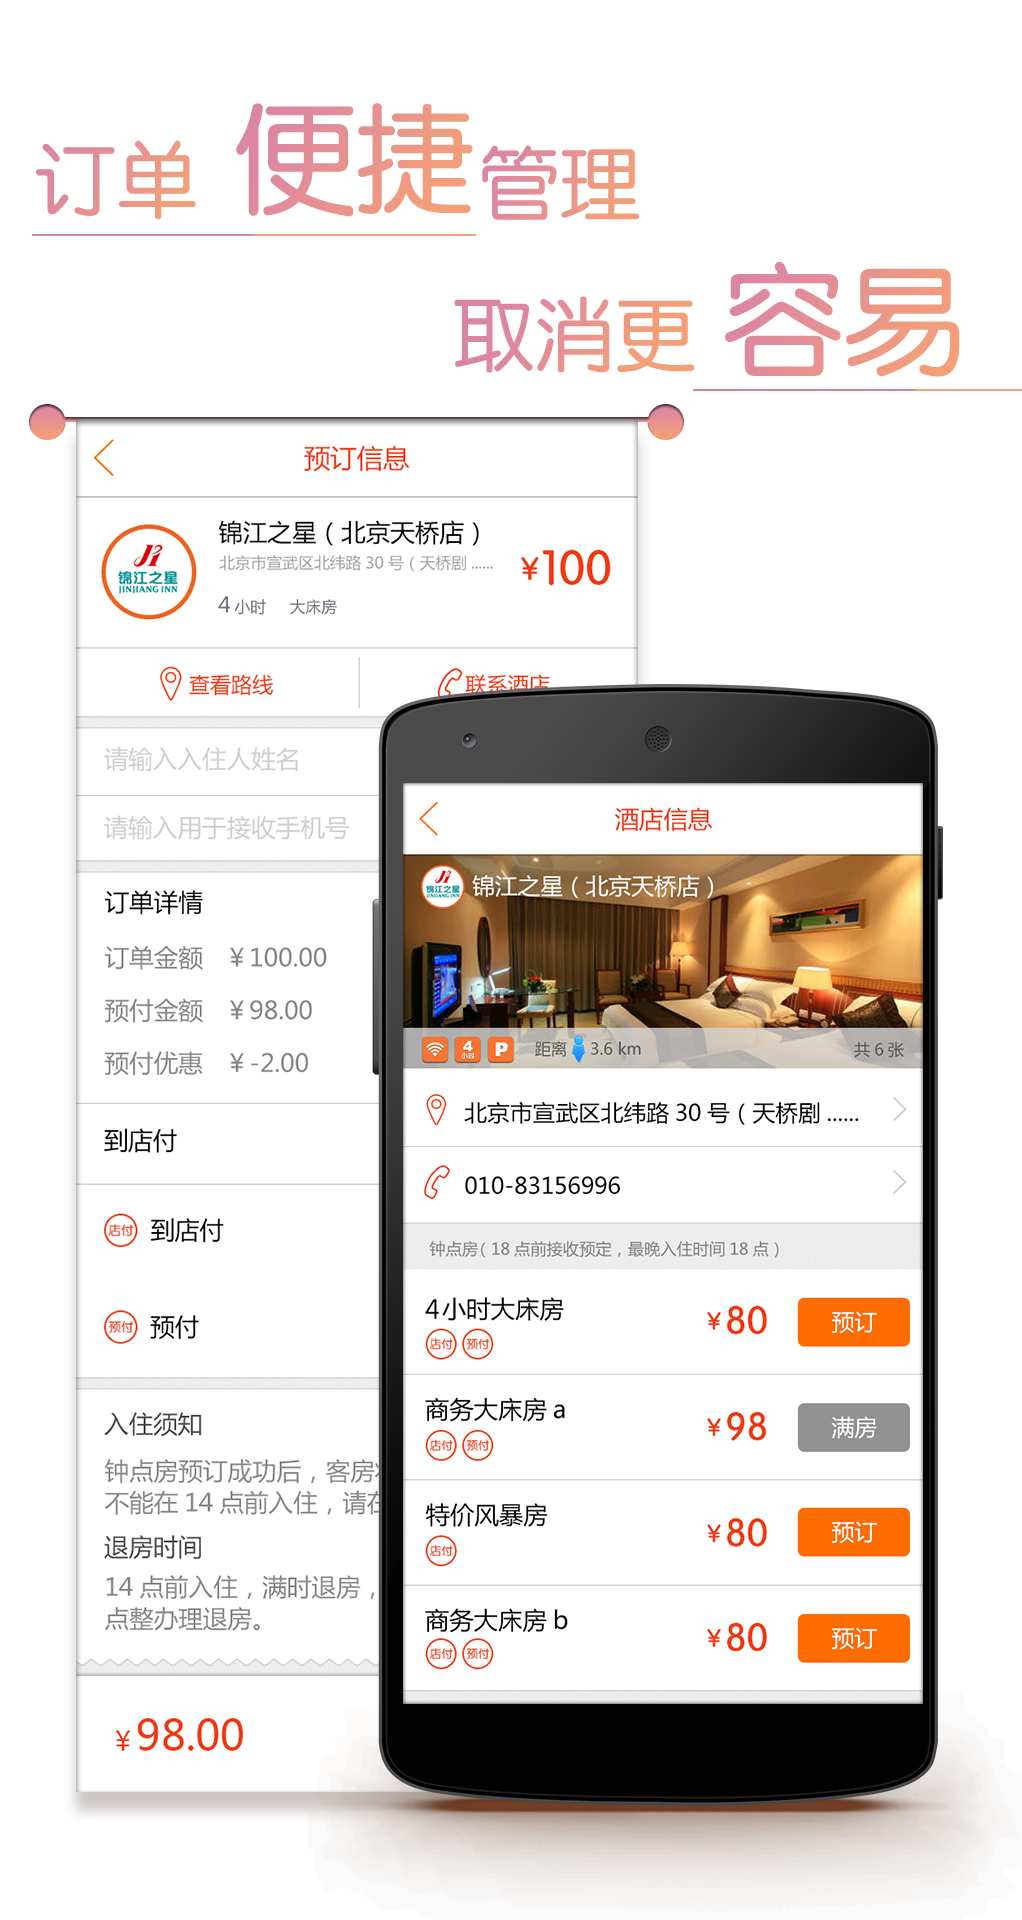 订单 便捷管理
取消更 容易
预订信息
锦江之星
JINJIANG INN
锦江之星（北京天桥店）
北京市宣武区北纬路 30 号（天桥剧 ......
4 小时 大床房
¥100
查看路线
联系酒店
请输入入住人姓名
请输入用于接收手机号
订单详情
订单金额 ¥ 100.00
预付金额 ¥ 98.00
预付优惠 ¥ -2.00
到店付
店付 到店付
预付 预付
入住须知
钟点房预订成功后，客房
不能在 14 点前入住，请在
退房时间
14 点前入住，满时退房，
点整办理退房。
¥98.00
酒店信息
锦江之星
JINJIANG INN
锦江之星（北京天桥店）
4
小时
P
距离 3.6 km
共 6 张
北京市宣武区北纬路 30 号（天桥剧 ......
010-83156996
钟点房（18 点前接收预定，最晚入住时间 18 点）
4小时大床房
店付 预付
¥80
预订
商务大床房 a
店付 预付
¥98
满房
特价风暴房
店付
¥80
预订
商务大床房 b
店付 预付
¥80
预订